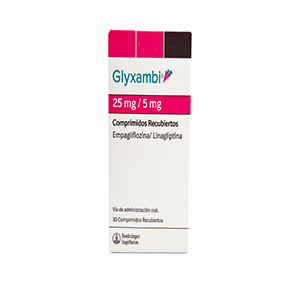 Glyxambi
25 mg / 5 mg
Comprimidos Recubiertos
Empagliflozina/ Linagliptina
Vía de administración oral.
30 Comprimidos Recubiertos
Boehringer
Ingelheim